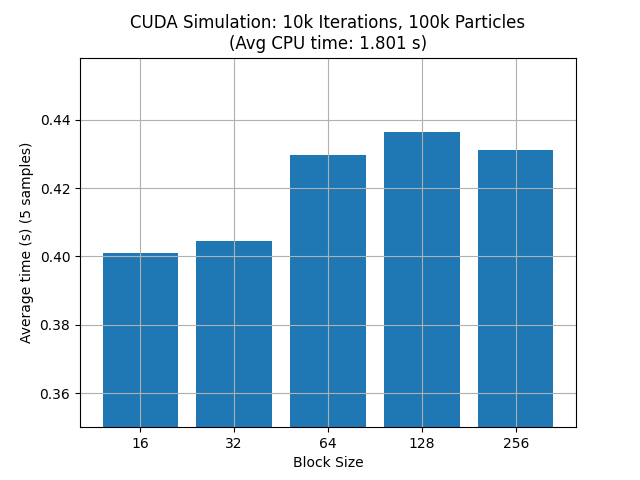 CUDA Simulation: 10k Iterations, 100k Particles
(Avg CPU time: 1.801 s)
Average time (s) (5 samples)
0.44
0.42
0.40
0.38
0.36
16 32 64 128 256
Block Size